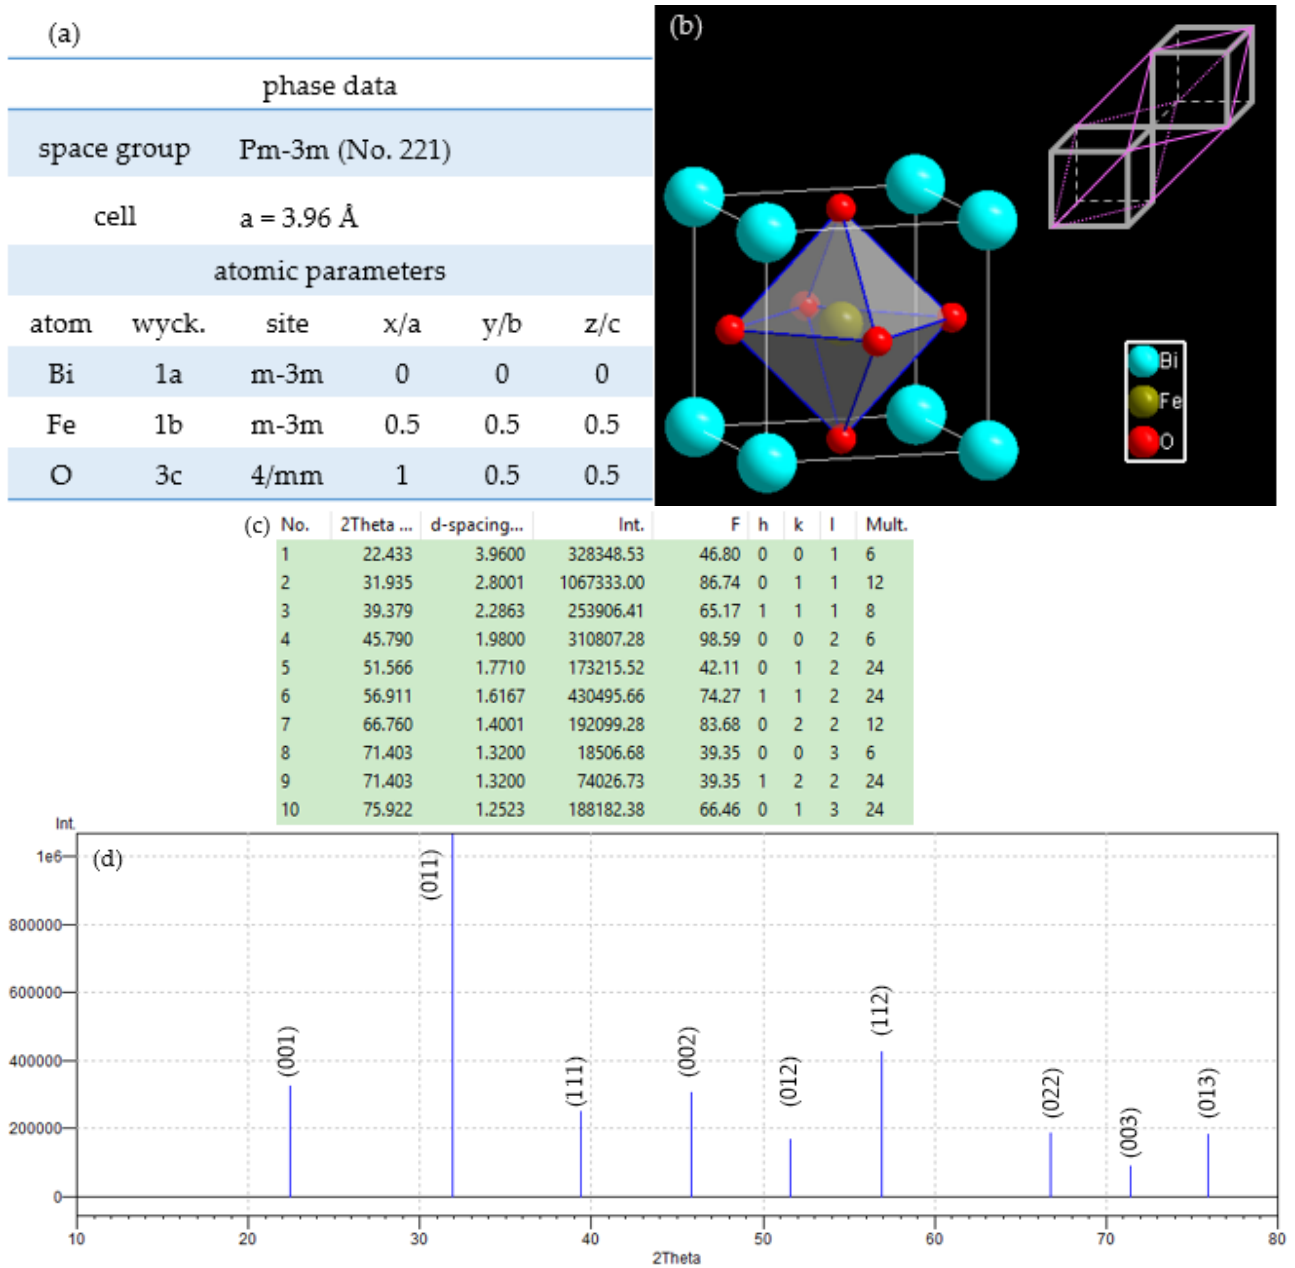 (a)
phase data
space group Pm-3m (No. 221)
cell a = 3.96 Å
atomic parameters
atom wyck. site x/a y/b z/c
Bi 1a m-3m 0 0 0
Fe 1b m-3m 0.5 0.5 0.5
O 3c 4/mm 1 0.5 0.5
(b)
Bi
Fe
O
(c) No. 2Theta ... d-spacing... Int. F h k l Mult.
1 22.433 3.9600 328348.53 46.80 0 0 1 6
2 31.935 2.8001 1067333.00 86.74 0 1 1 12
3 39.379 2.2863 253906.41 65.17 1 1 1 8
4 45.790 1.9800 310807.28 98.59 0 0 2 6
5 51.566 1.7710 173215.52 42.11 0 1 2 24
6 56.911 1.6167 430495.66 74.27 1 1 2 24
7 66.760 1.4001 192099.28 83.68 0 2 2 12
8 71.403 1.3200 18506.68 39.35 0 0 3 6
9 71.403 1.3200 74026.73 39.35 1 2 2 24
10 75.922 1.2523 188182.38 66.46 0 1 3 24
Int.
(d)
1e6
800000
600000
400000
200000
0
(001)
(011)
(111)
(002)
(012)
(112)
(022)
(003)
(013)
10 20 30 40 50 60 70 80
2Theta